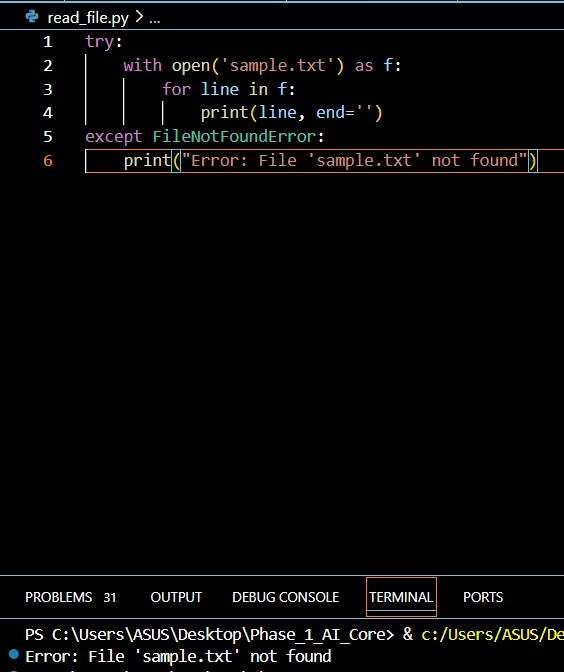 read_file.py > ...
1 try:
2     with open('sample.txt') as f:
3         for line in f:
4             print(line, end='')
5 except FileNotFoundError:
6     print("Error: File 'sample.txt' not found")
PROBLEMS 31 OUTPUT DEBUG CONSOLE TERMINAL PORTS
PS C:\Users\ASUS\Desktop\Phase_1_AI_Core> & c:/Users/ASUS/De
Error: File 'sample.txt' not found